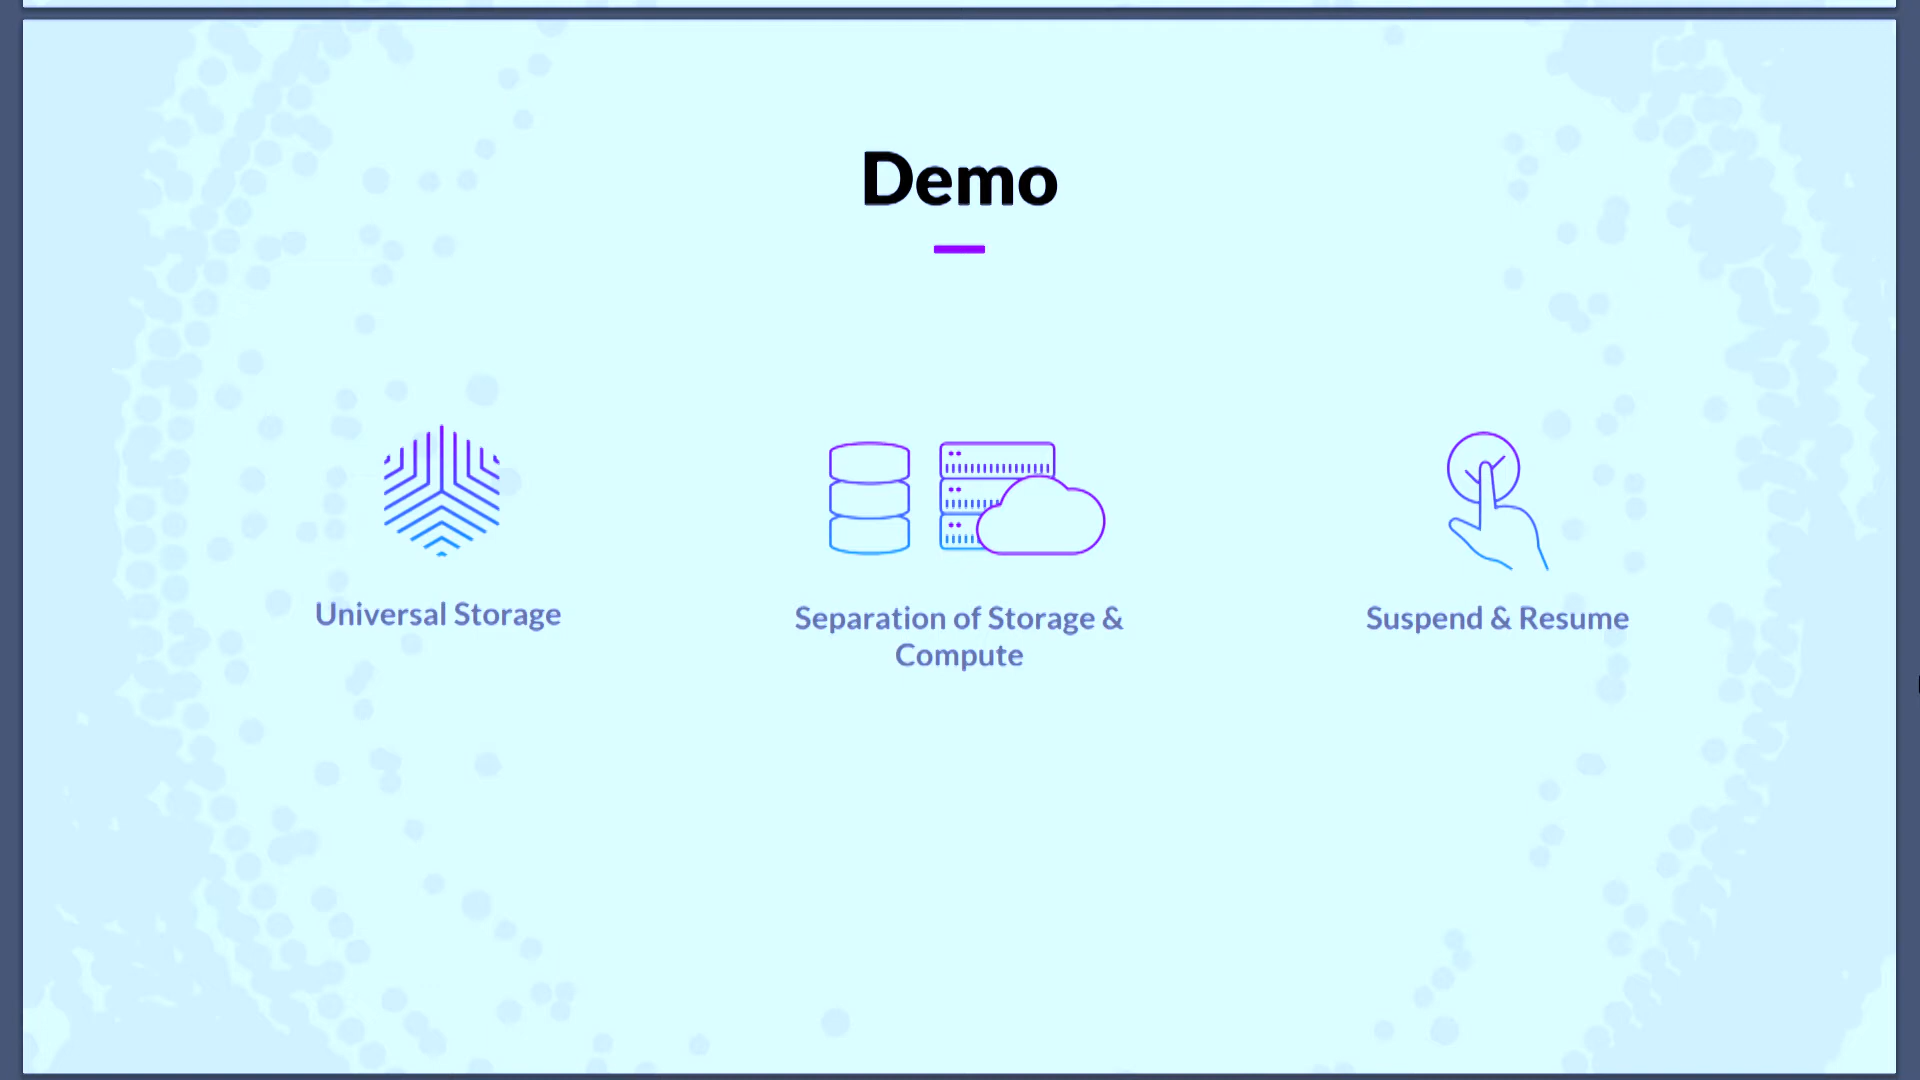 Demo
Universal Storage
Separation of Storage &
Compute
Suspend & Resume